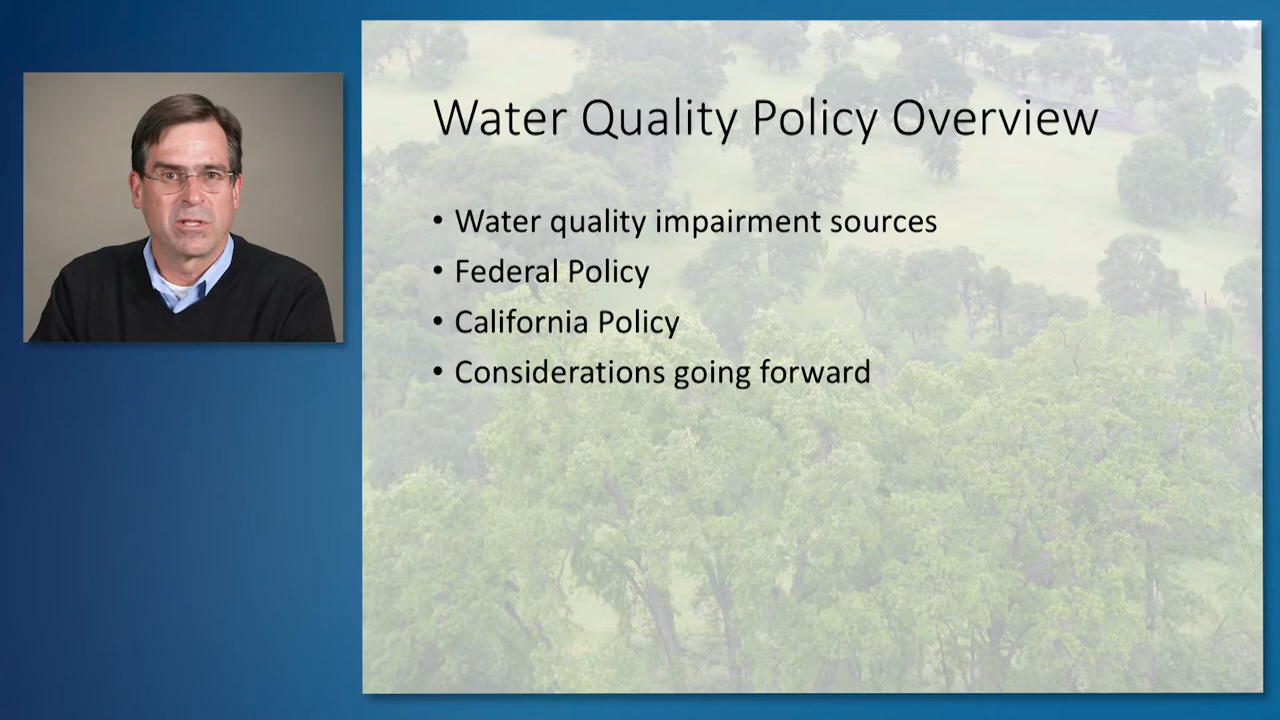 Water Quality Policy Overview
• Water quality impairment sources
• Federal Policy
• California Policy
• Considerations going forward